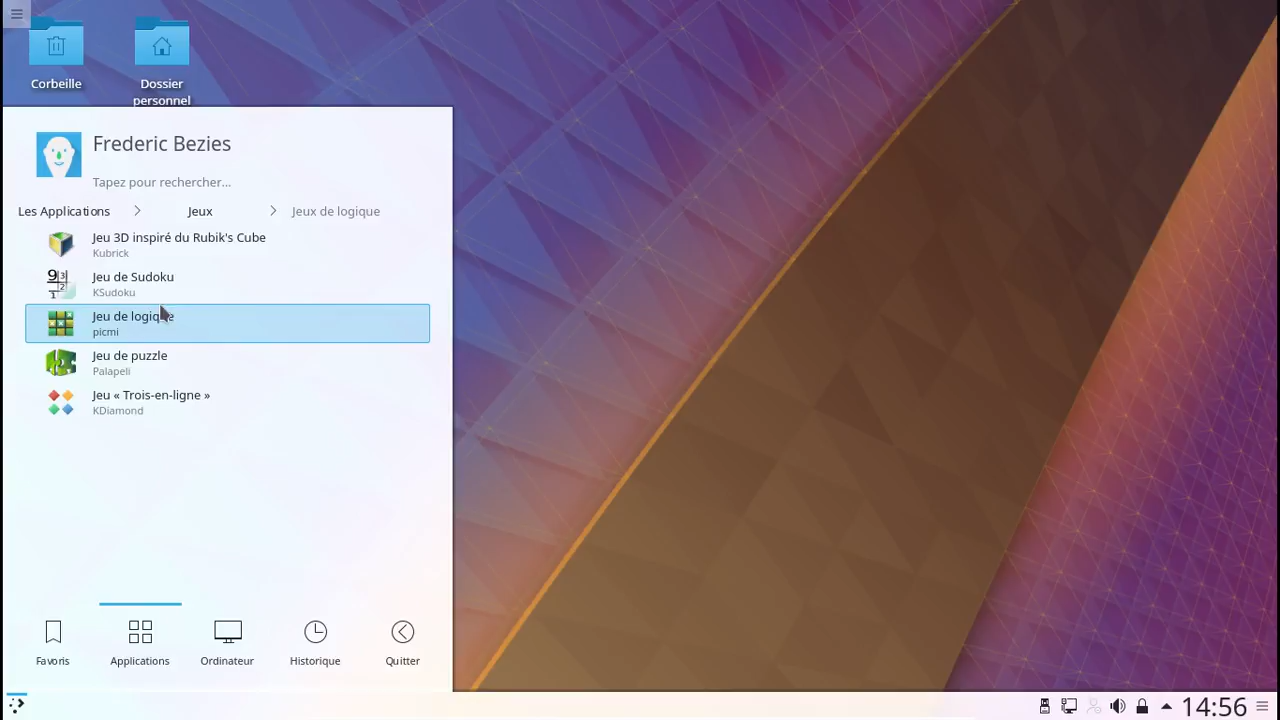 Corbeille
Dossier
personnel
Frederic Bezies
Tapez pour rechercher...
Les Applications
Jeux
Jeux de logique
Jeu 3D inspiré du Rubik's Cube
Kubrick
Jeu de Sudoku
KSudoku
Jeu de logique
picmi
Jeu de puzzle
Palapeli
Jeu « Trois-en-ligne »
KDiamond
Favoris
Applications
Ordinateur
Historique
Quitter
14:56